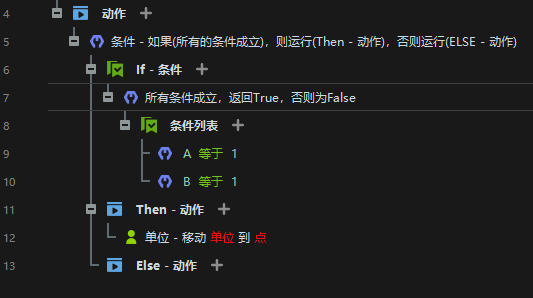 4 动作
5 条件 - 如果(所有的条件成立)，则运行(Then - 动作)，否则运行(ELSE - 动作)
6 If - 条件
7 所有条件成立，返回True，否则为False
8 条件列表
9 A 等于 1
10 B 等于 1
11 Then - 动作
12 单位 - 移动 单位 到 点
13 Else - 动作